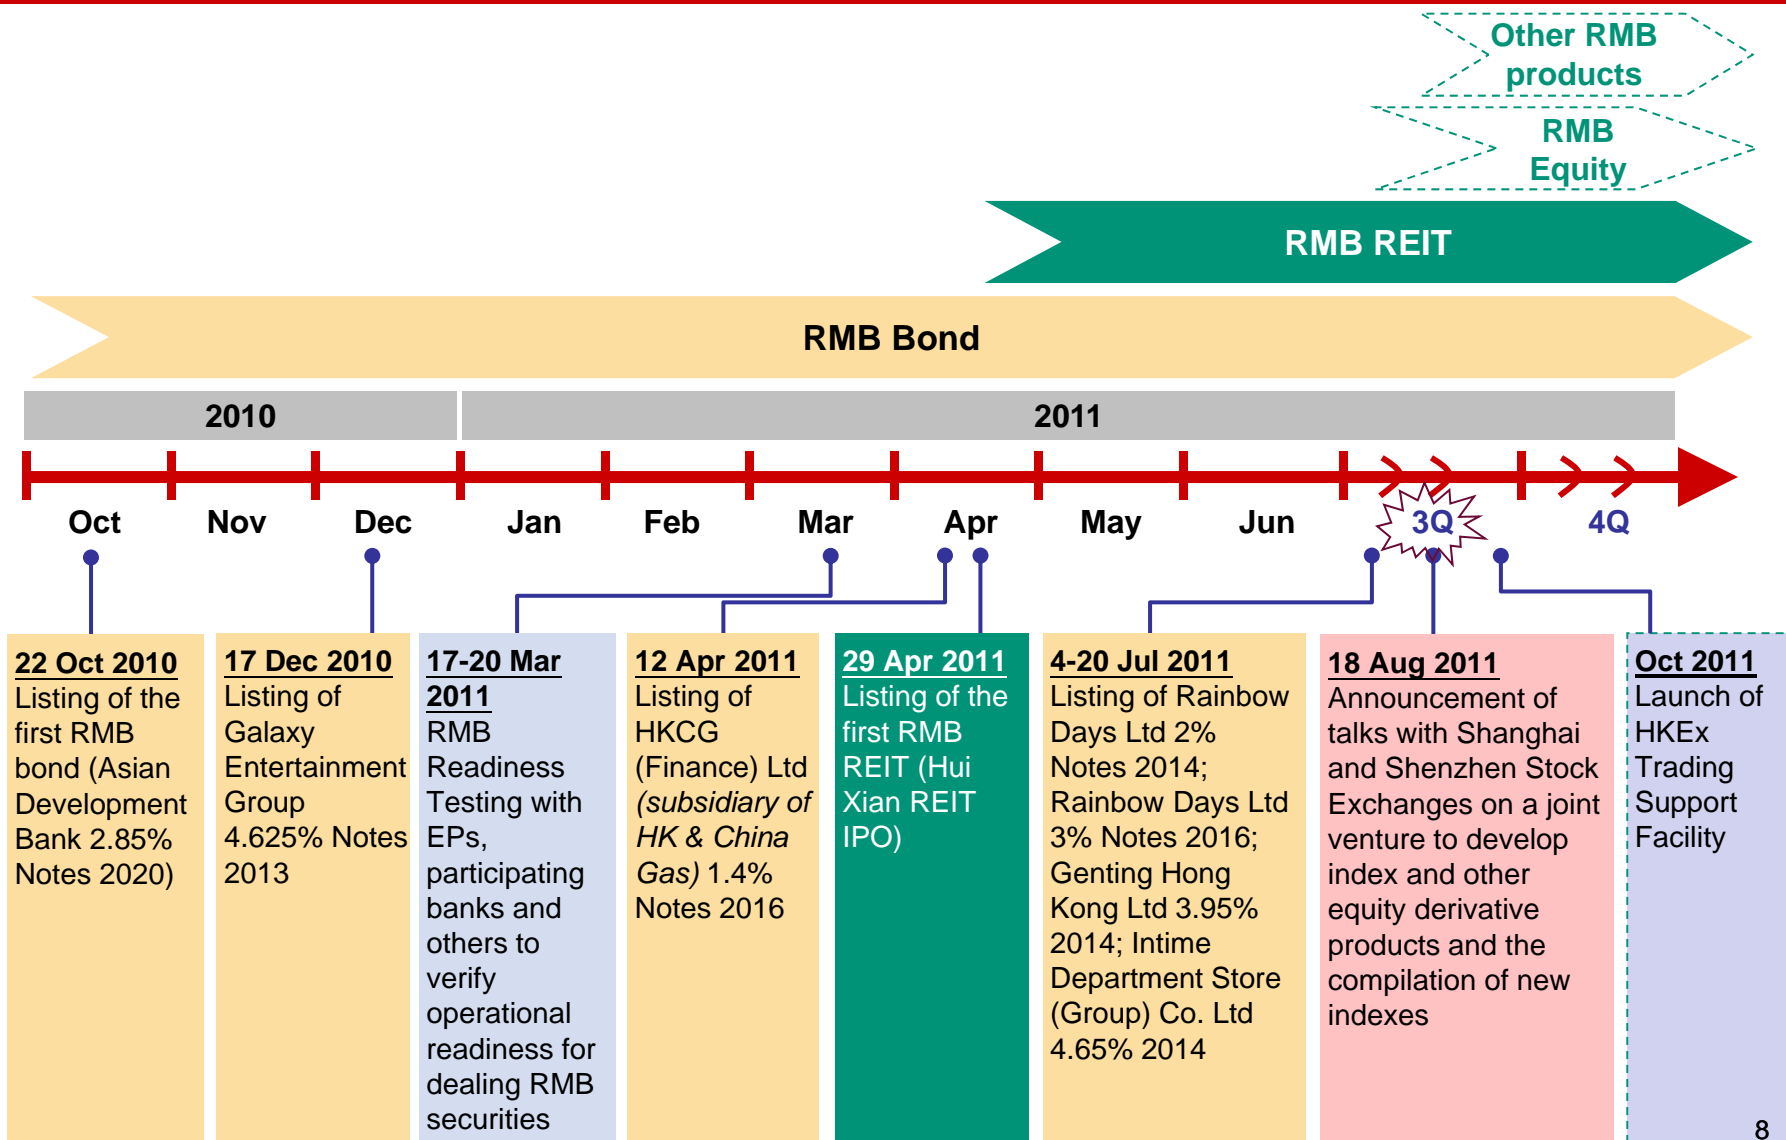 Other RMB
products
RMB
Equity
RMB REIT
RMB Bond
2010
2011
Oct
Nov
Dec
Jan
Feb
Mar
Apr
May
Jun
3Q
4Q
22 Oct 2010
Listing of the
first RMB
bond (Asian
Development
Bank 2.85%
Notes 2020)
17 Dec 2010
Listing of
Galaxy
Entertainment
Group
4.625% Notes
2013
17-20 Mar
2011
RMB
Readiness
Testing with
EPs,
participating
banks and
others to
verify
operational
readiness for
dealing RMB
securities
12 Apr 2011
Listing of
HKCG
(Finance) Ltd
(subsidiary of
HK & China
Gas) 1.4%
Notes 2016
29 Apr 2011
Listing of the
first RMB
REIT (Hui
Xian REIT
IPO)
4-20 Jul 2011
Listing of Rainbow
Days Ltd 2%
Notes 2014;
Rainbow Days Ltd
3% Notes 2016;
Genting Hong
Kong Ltd 3.95%
2014; Intime
Department Store
(Group) Co. Ltd
4.65% 2014
18 Aug 2011
Announcement of
talks with Shanghai
and Shenzhen Stock
Exchanges on a joint
venture to develop
index and other
equity derivative
products and the
compilation of new
indexes
Oct 2011
Launch of
HKEx
Trading
Support
Facility
8